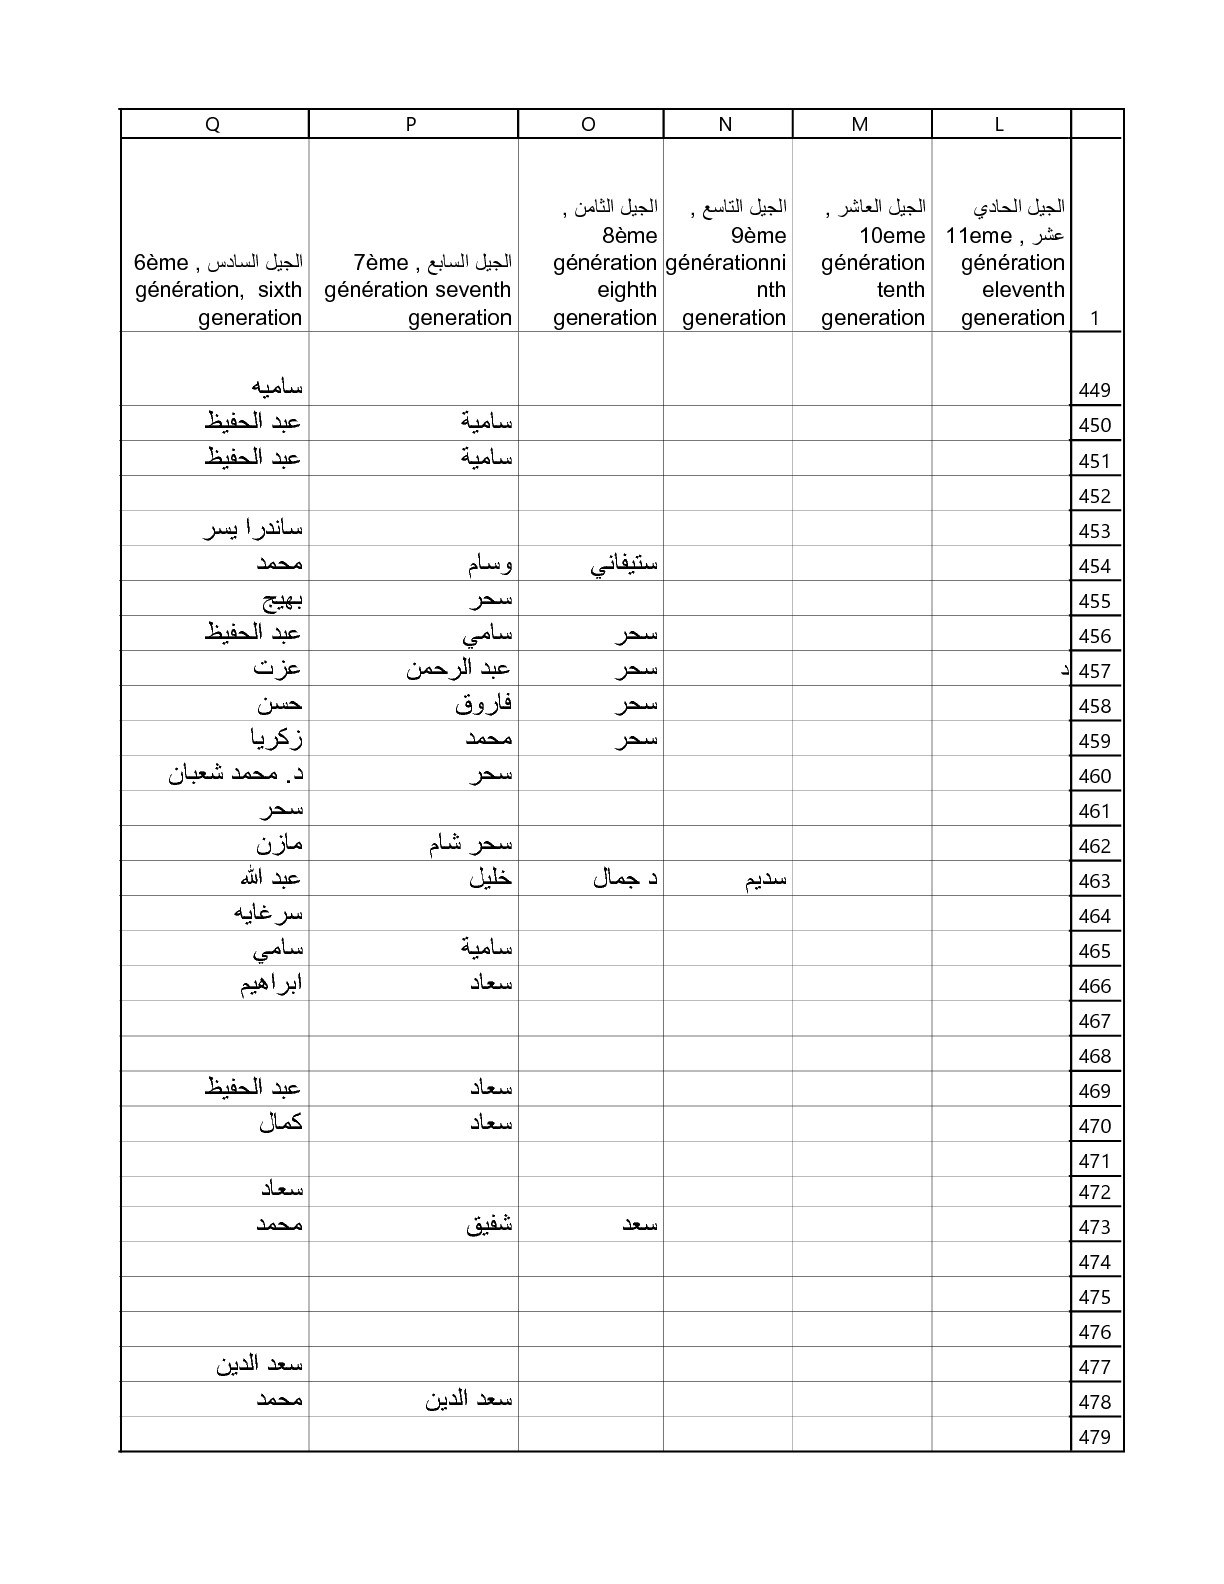 L M N O P Q
1 الجيل الحادي عشر , 11eme génération eleventh generation الجيل العاشر , 10eme génération tenth generation الجيل التاسع , 9ème générationni nth generation الجيل الثامن , 8ème génération eighth generation الجيل السابع , 7ème génération seventh generation الجيل السادس , 6ème génération, sixth generation
449 ساميه
450 سامية عبد الحفيظ
451 سامية عبد الحفيظ
452
453 ساندرا يسر
454 ستيفاني وسام محمد
455 سحر بهيج
456 سحر سامي عبد الحفيظ
457 د سحر عبد الرحمن عزت
458 سحر فاروق حسن
459 سحر محمد زكريا
460 سحر د. محمد شعبان
461 سحر
462 سحر شام مازن
463 سديم د جمال خليل عبد الله
464 سرغايه
465 سامية سامي
466 سعاد ابراهيم
467
468
469 سعاد عبد الحفيظ
470 سعاد كمال
471
472 سعاد
473 سعد شفيق محمد
474
475
476
477 سعد الدين
478 سعد الدين محمد
479